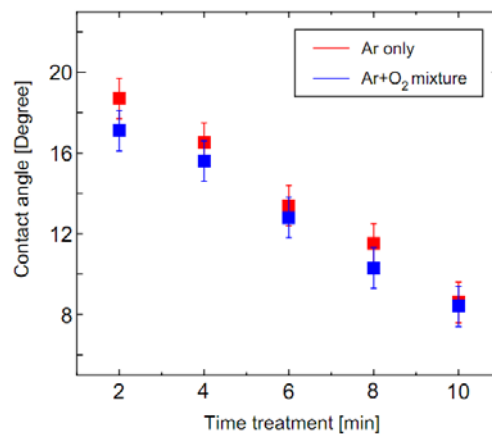 Ar only
Ar+O₂ mixture
Contact angle [Degree]
20
16
12
8
2 4 6 8 10
Time treatment [min]